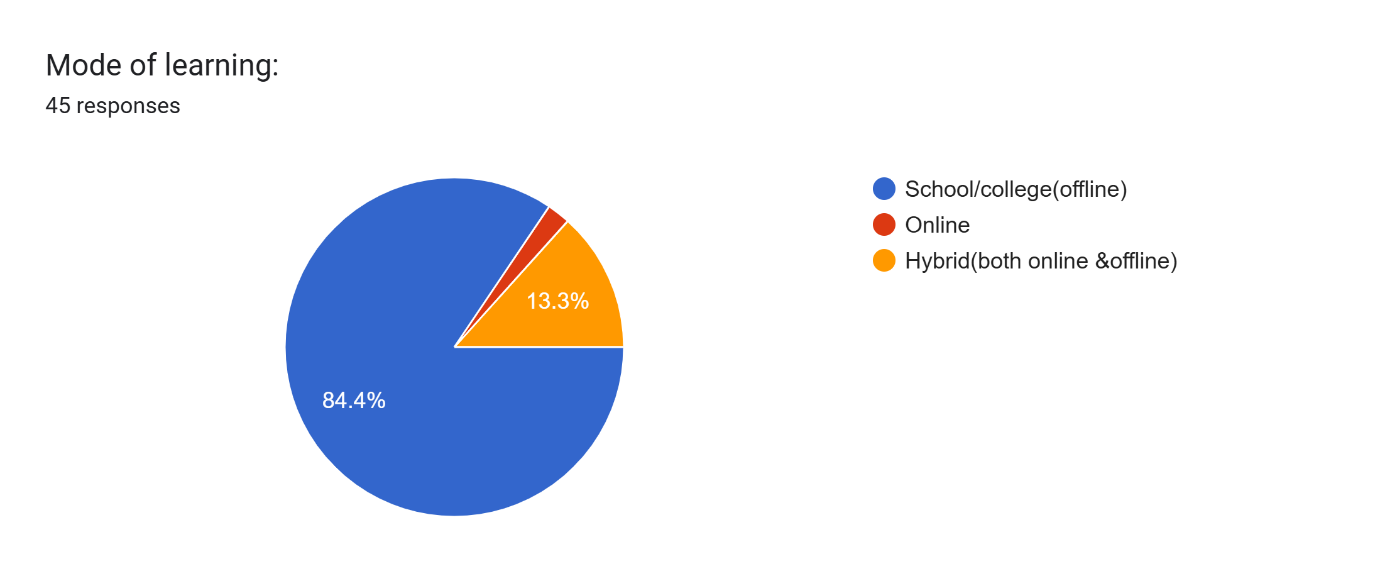 Mode of learning:
45 responses
School/college(offline)
Online
Hybrid(both online &offline)
13.3%
84.4%